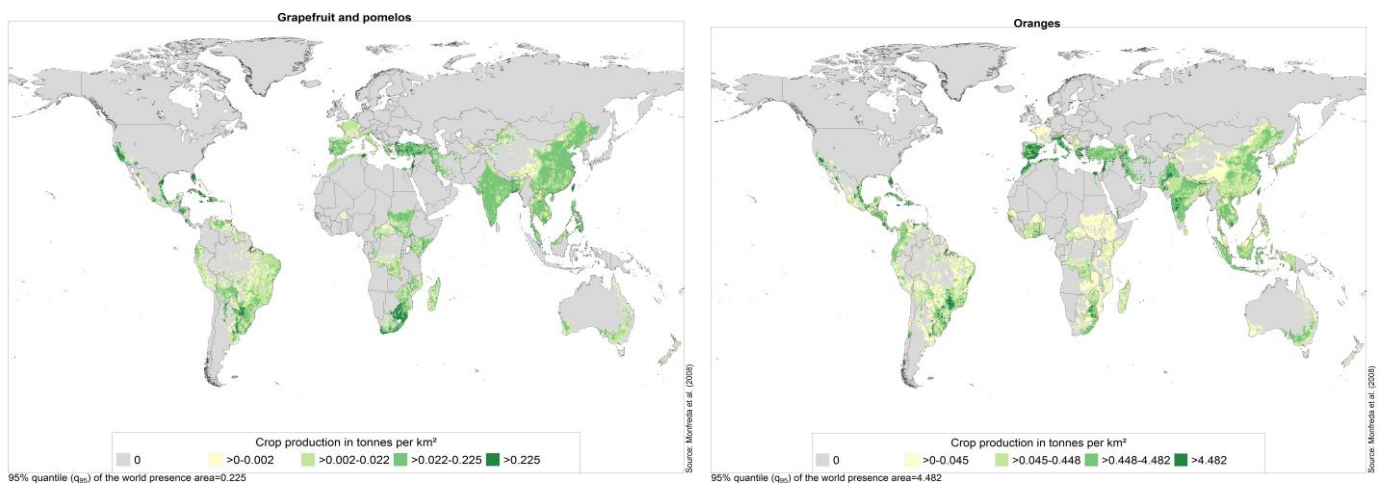 Grapefruit and pomelos
Source: Monfreda et al. (2008)
Crop production in tonnes per km²
0 >0-0.002 >0.002-0.022 >0.022-0.225 >0.225
95% quantile (q₉₅) of the world presence area=0.225
Oranges
Source: Monfreda et al. (2008)
Crop production in tonnes per km²
0 >0-0.045 >0.045-0.448 >0.448-4.482 >4.482
95% quantile (q₉₅) of the world presence area=4.482